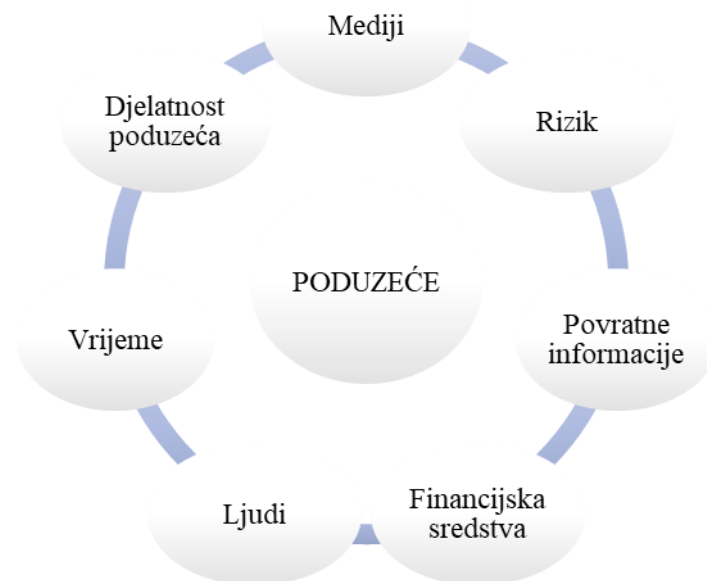 Mediji
Djelatnost
poduzeća
Rizik
PODUZEĆE
Vrijeme
Povratne
informacije
Ljudi
Financijska
sredstva